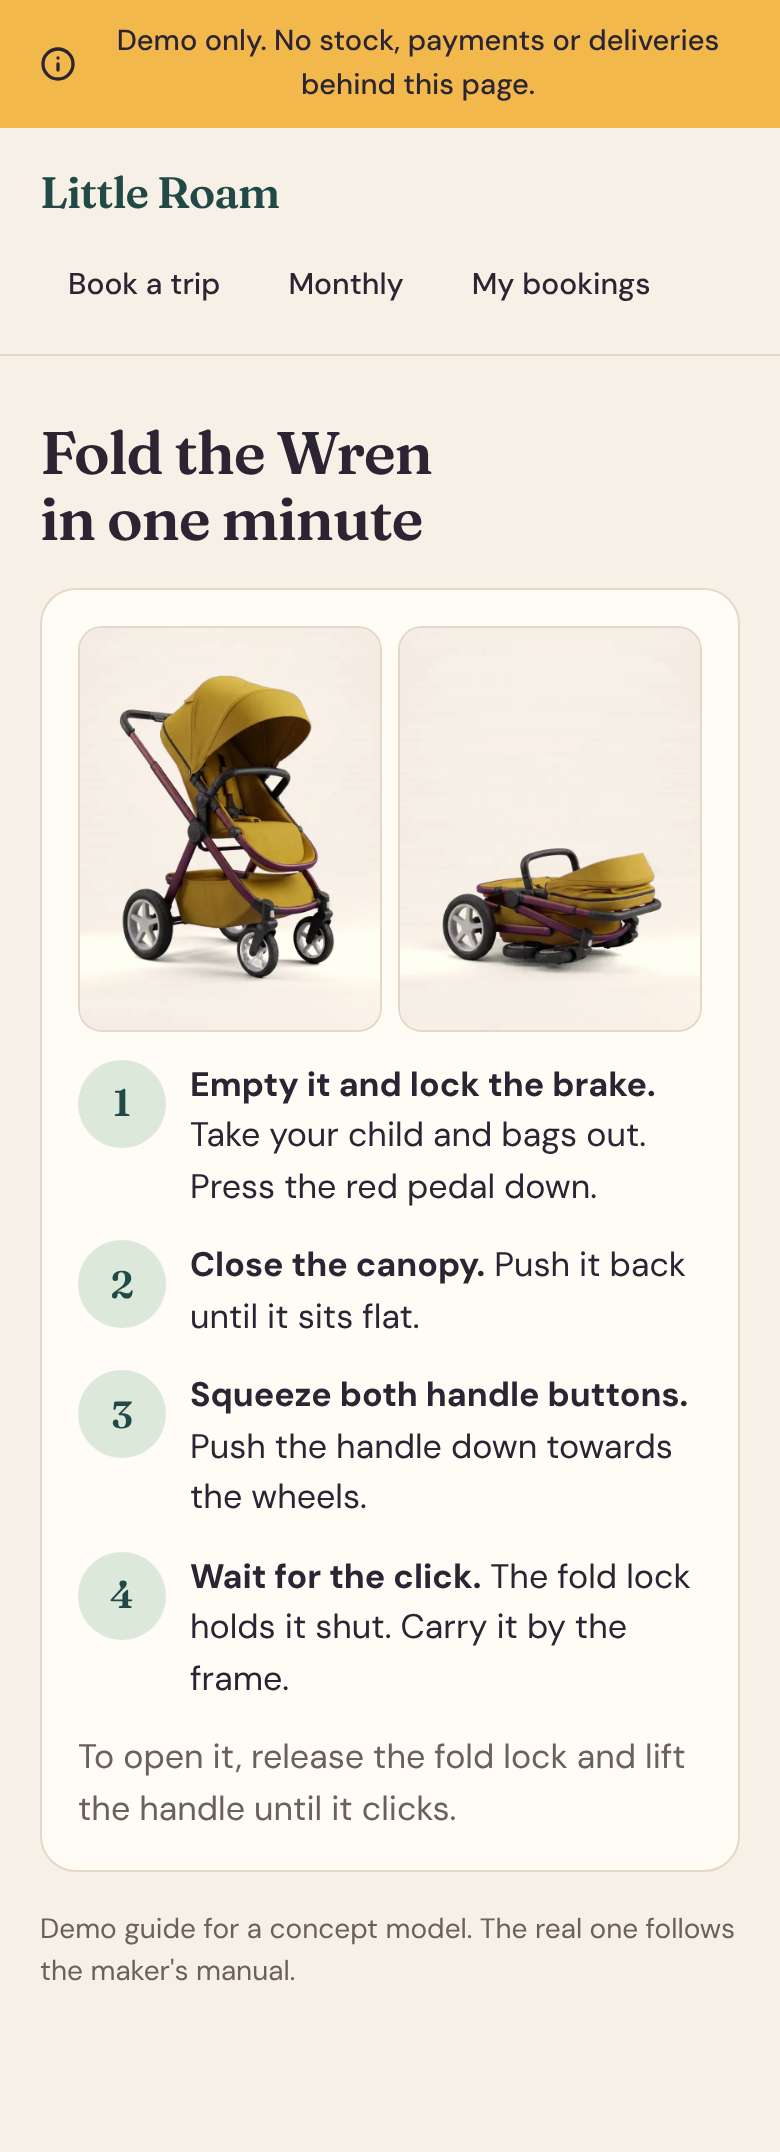 Demo only. No stock, payments or deliveries
behind this page.
Little Roam
Book a trip
Monthly
My bookings
Fold the Wren
in one minute
1
Empty it and lock the brake.
Take your child and bags out.
Press the red pedal down.
2
Close the canopy. Push it back
until it sits flat.
3
Squeeze both handle buttons.
Push the handle down towards
the wheels.
4
Wait for the click. The fold lock
holds it shut. Carry it by the
frame.
To open it, release the fold lock and lift
the handle until it clicks.
Demo guide for a concept model. The real one follows
the maker's manual.